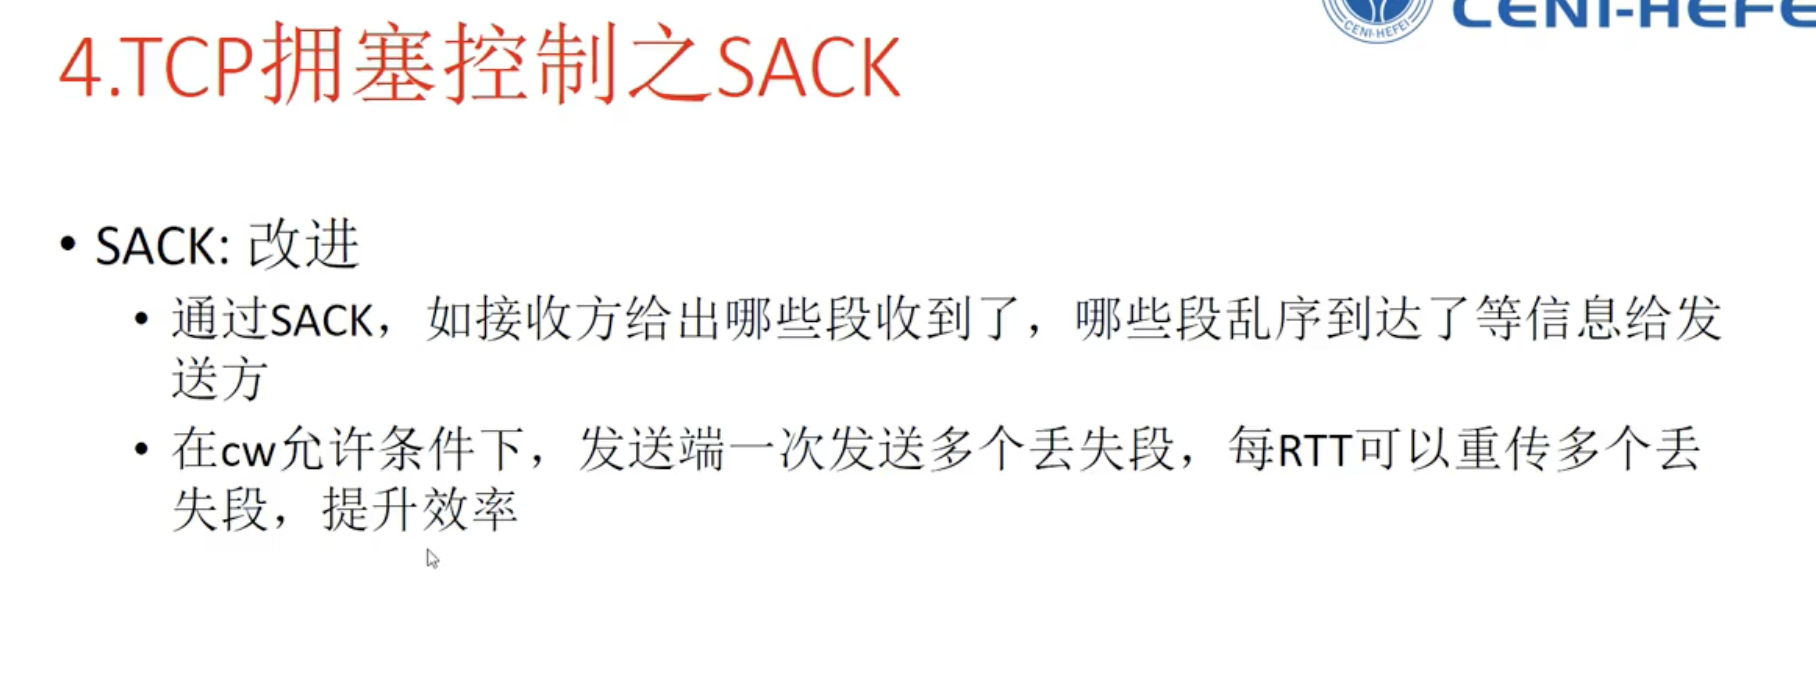 CENI-HEFE
CENI-HEFEI
4.TCP拥塞控制之SACK
• SACK: 改进
• 通过SACK，如接收方给出哪些段收到了，哪些段乱序到达了等信息给发
送方
• 在cw允许条件下，发送端一次发送多个丢失段，每RTT可以重传多个丢
失段，提升效率